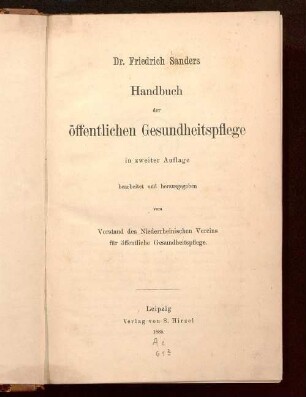 Dr. Friedrich Sanders
Handbuch
der
öffentlichen Gesundheitspflege
in zweiter Auflage
bearbeitet und herausgegeben
vom
Vorstand des Niederrheinischen Vereins
für öffentliche Gesundheitspflege.
Leipzig
Verlag von S. Hirzel